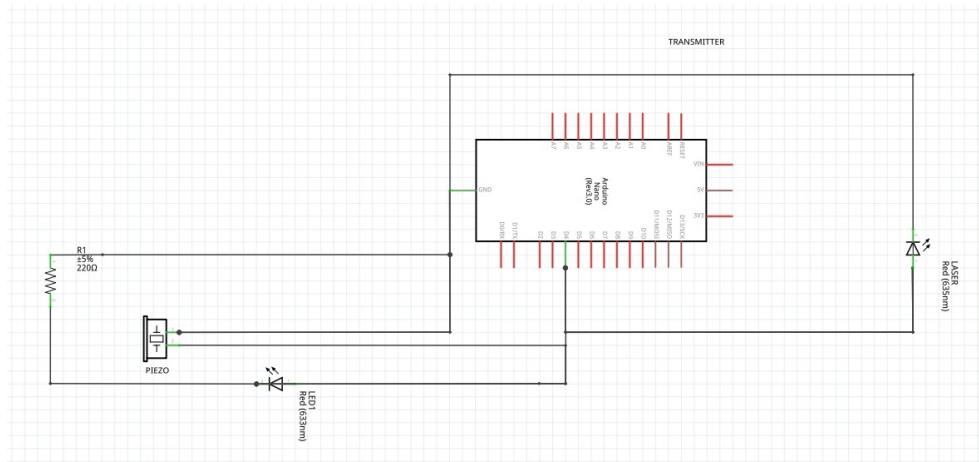 TRANSMITTER
A7
A6
A5
A4
A3
A2
A1
A0
AREF
RESET
VIN
5V
3V3
GND
Arduino
Nano
(Rev3.0)
D0/RX
D1/TX
D2
D3
D4
D5
D6
D7
D8
D9
D10
D11/MOSI
D12/MISO
D13/SCK
R1
±5%
220Ω
PIEZO
LED1
Red (633nm)
LASER
Red (635nm)